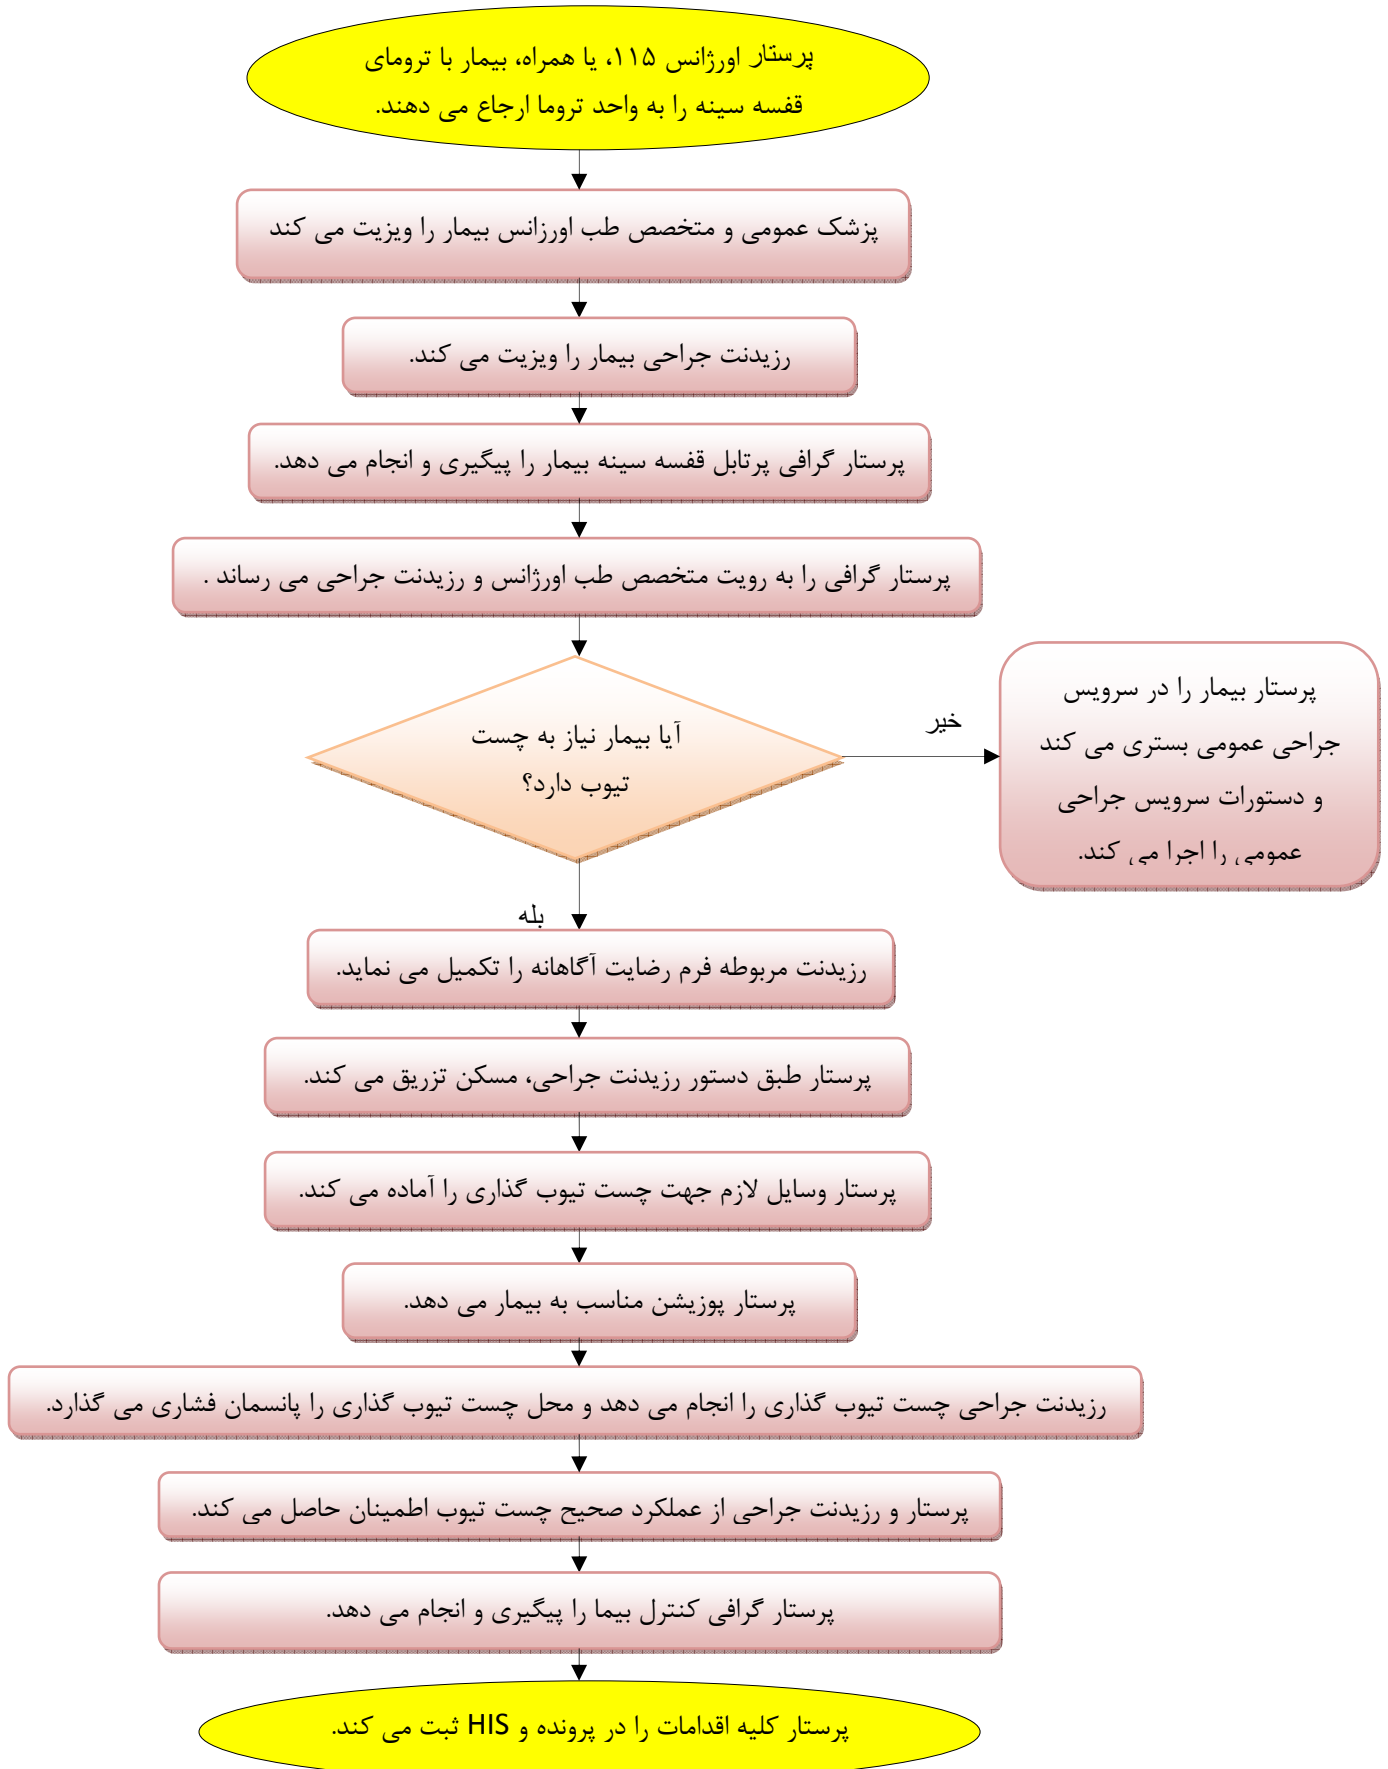 پرستار اورژانس ۱۱۵، یا همراه، بیمار با ترومای
قفسه سینه را به واحد تروما ارجاع می دهند.
پزشک عمومی و متخصص طب اورزانس بیمار را ویزیت می کند
رزیدنت جراحی بیمار را ویزیت می کند.
پرستار گرافی پرتابل قفسه سینه بیمار را پیگیری و انجام می دهد.
پرستار گرافی را به رویت متخصص طب اورژانس و رزیدنت جراحی می رساند .
آیا بیمار نیاز به چست
تیوب دارد؟
خیر
پرستار بیمار را در سرویس
جراحی عمومی بستری می کند
و دستورات سرویس جراحی
عمومی را اجرا می کند.
بله
رزیدنت مربوطه فرم رضایت آگاهانه را تکمیل می نماید.
پرستار طبق دستور رزیدنت جراحی، مسکن تزریق می کند.
پرستار وسایل لازم جهت چست تیوب گذاری را آماده می کند.
پرستار پوزیشن مناسب به بیمار می دهد.
رزیدنت جراحی چست تیوب گذاری را انجام می دهد و محل چست تیوب گذاری را پانسمان فشاری می گذارد.
پرستار و رزیدنت جراحی از عملکرد صحیح چست تیوب اطمینان حاصل می کند.
پرستار گرافی کنترل بیما را پیگیری و انجام می دهد.
پرستار کلیه اقدامات را در پرونده و HIS ثبت می کند.